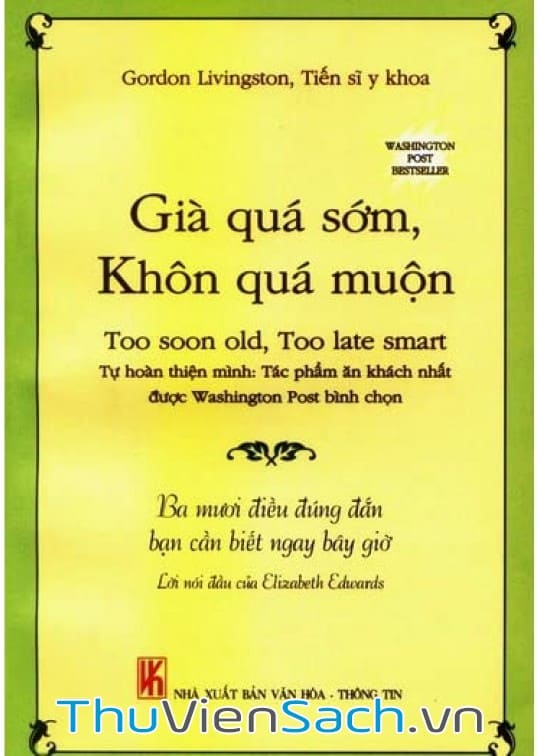 Gordon Livingston, Tiến sĩ y khoa
WASHINGTON
POST
BESTSELLER
Già quá sớm,
Khôn quá muộn
Too soon old, Too late smart
Tự hoàn thiện mình: Tác phẩm ăn khách nhất
được Washington Post bình chọn
Ba mươi điều đúng đắn
bạn cần biết ngay bây giờ
Lời nói đầu của Elizabeth Edwards
NHÀ XUẤT BẢN VĂN HÓA - THÔNG TIN
ThuVienSach.vn